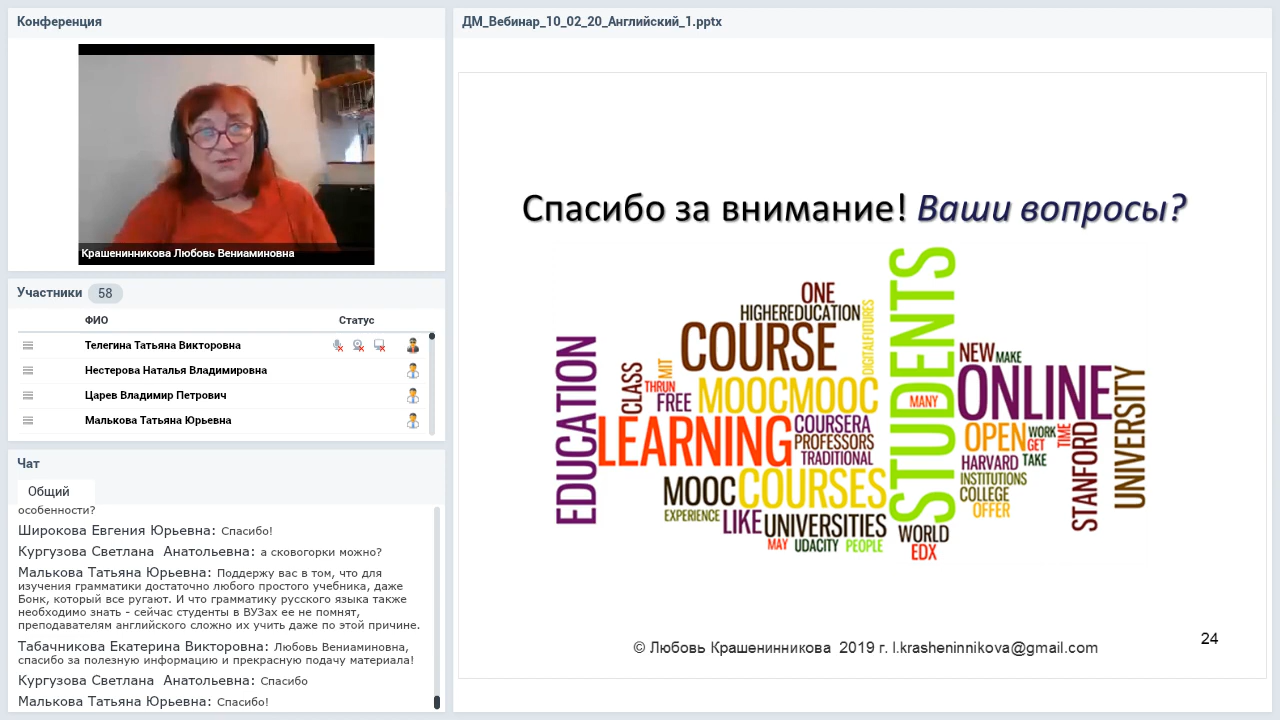 Конференция
Крашенинникова Любовь Вениаминовна
Участники 58
ФИО Статус
Телегина Татьяна Викторовна
Нестерова Наталья Владимировна
Царев Владимир Петрович
Малькова Татьяна Юрьевна
Чат
Общий
особенности?
Широкова Евгения Юрьевна: Спасибо!
Кургузова Светлана Анатольевна: а сковогорки можно?
Малькова Татьяна Юрьевна: Поддержу вас в том, что для
изучения грамматики достаточно любого простого учебника, даже
Бонк, который все ругают. И что грамматику русского языка также
необходимо знать - сейчас студенты в ВУЗах ее не помнят,
преподавателям английского сложно их учить даже по этой причине.
Табачникова Екатерина Викторовна: Любовь Вениаминовна,
спасибо за полезную информацию и прекрасную подачу материала!
Кургузова Светлана Анатольевна: Спасибо
Малькова Татьяна Юрьевна: Спасибо!
ДМ_Вебинар_10_02_20_Английский_1.pptx
Спасибо за внимание! Ваши вопросы?
EDUCATION
CLASS
MIT
THRUN
FREE
ONE
HIGHEREDUCATION
DIGITALFUTURES
COURSE
MOOCMOOC
LEARNING
COURSERA
PROFESSORS
TRADITIONAL
MOOC
COURSES
EXPERIENCE
LIKE
UNIVERSITIES
MAY
UDACITY
PEOPLE
STUDENTS
MANY
NEW
MAKE
ONLINE
OPEN
WORK
GET
TIME
HARVARD
TAKE
INSTITUTIONS
COLLEGE
OFFER
STANFORD
UNIVERSITY
WORLD
EDX
© Любовь Крашенинникова 2019 г. l.krasheninnikova@gmail.com
24